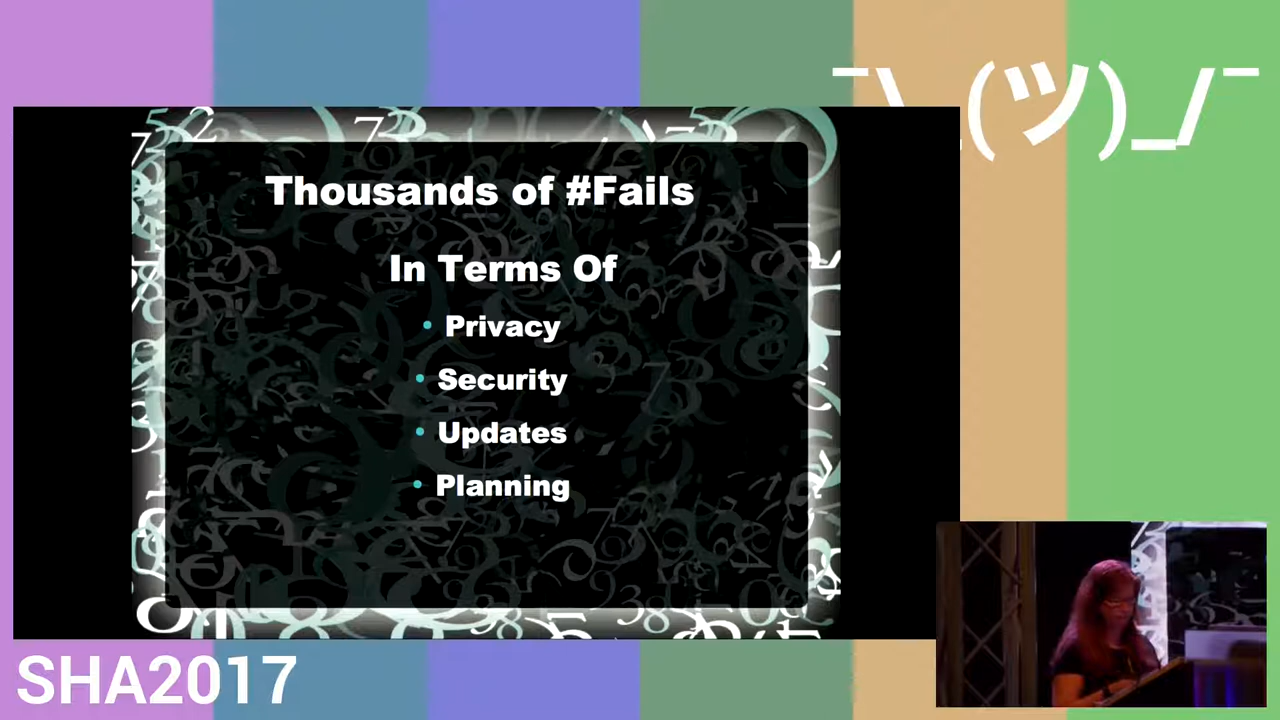 ¯\_(ツ)_/¯
Thousands of #Fails
In Terms Of
• Privacy
• Security
• Updates
• Planning
SHA2017